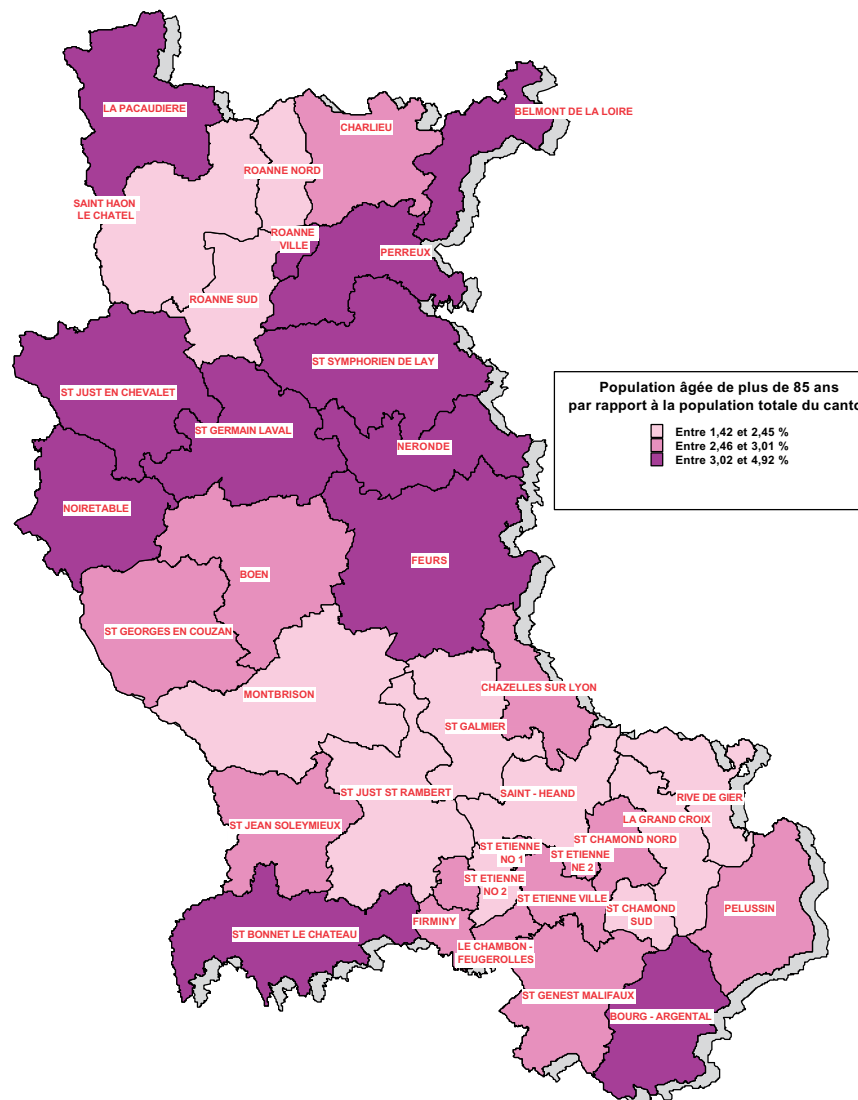 LA PACAUDIERE
BELMONT DE LA LOIRE
CHARLIEU
ROANNE NORD
SAINT HAON
LE CHATEL
ROANNE
VILLE
PERREUX
ROANNE SUD
ST SYMPHORIEN DE LAY
ST JUST EN CHEVALET
ST GERMAIN LAVAL
NERONDE
NOIRETABLE
FEURS
BOEN
ST GEORGES EN COUZAN
MONTBRISON
CHAZELLES SUR LYON
ST GALMIER
ST JUST ST RAMBERT
SAINT - HEAND
RIVE DE GIER
LA GRAND CROIX
ST JEAN SOLEYMIEUX
ST CHAMOND NORD
ST ETIENNE
NO 1
ST ETIENNE
NE 2
ST ETIENNE
NO 2
ST ETIENNE VILLE
ST CHAMOND
SUD
PELUSSIN
FIRMINY
ST BONNET LE CHATEAU
LE CHAMBON -
FEUGEROLLES
ST GENEST MALIFAUX
BOURG - ARGENTAL
Population âgée de plus de 85 ans
par rapport à la population totale du canto
Entre 1,42 et 2,45 %
Entre 2,46 et 3,01 %
Entre 3,02 et 4,92 %